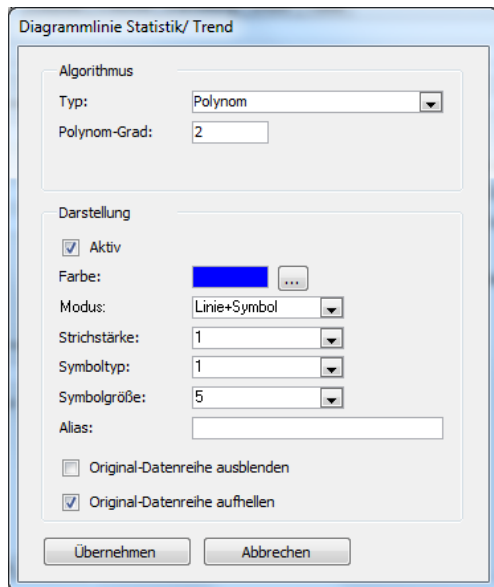 Diagrammlinie Statistik/ Trend
Algorithmus
Typ: Polynom
Polynom-Grad: 2
Darstellung
Aktiv
Farbe: ...
Modus: Linie+Symbol
Strichstärke: 1
Symboltyp: 1
Symbolgröße: 5
Alias:
Original-Datenreihe ausblenden
Original-Datenreihe aufhellen
Übernehmen Abbrechen